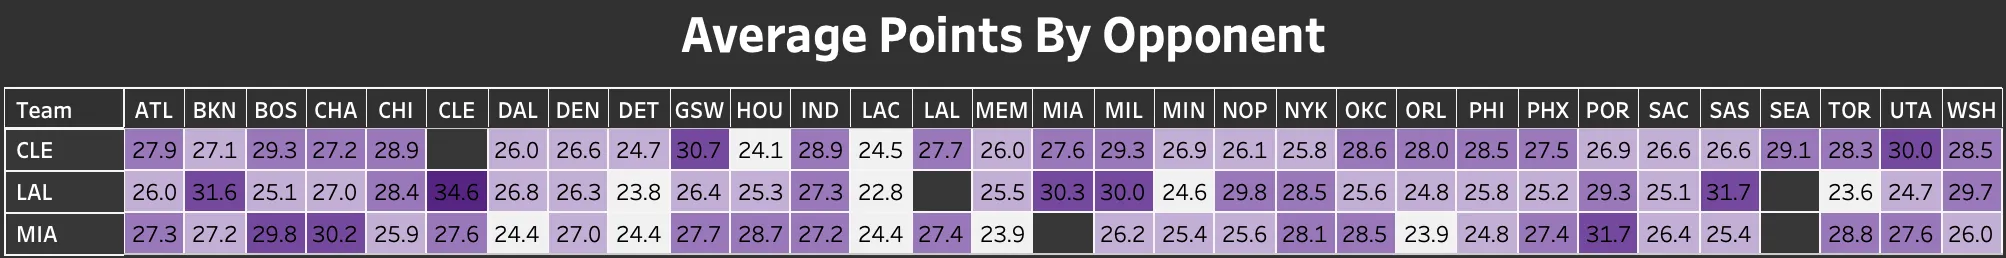 Average Points By Opponent
Team ATL BKN BOS CHA CHI CLE DAL DEN DET GSW HOU IND LAC LAL MEM MIA MIL MIN NOP NYK OKC ORL PHI PHX POR SAC SAS SEA TOR UTA WSH
CLE 27.9 27.1 29.3 27.2 28.9 26.0 26.6 24.7 30.7 24.1 28.9 24.5 27.7 26.0 27.6 29.3 26.9 26.1 25.8 28.6 28.0 28.5 27.5 26.9 26.6 26.6 29.1 28.3 30.0 28.5
LAL 26.0 31.6 25.1 27.0 28.4 34.6 26.8 26.3 23.8 26.4 25.3 27.3 22.8 25.5 30.3 30.0 24.6 29.8 28.5 25.6 24.8 25.8 25.2 29.3 25.1 31.7 23.6 24.7 29.7
MIA 27.3 27.2 29.8 30.2 25.9 27.6 24.4 27.0 24.4 27.7 28.7 27.2 24.4 27.4 23.9 26.2 25.4 25.6 28.1 28.5 23.9 24.8 27.4 31.7 26.4 25.4 28.8 27.6 26.0